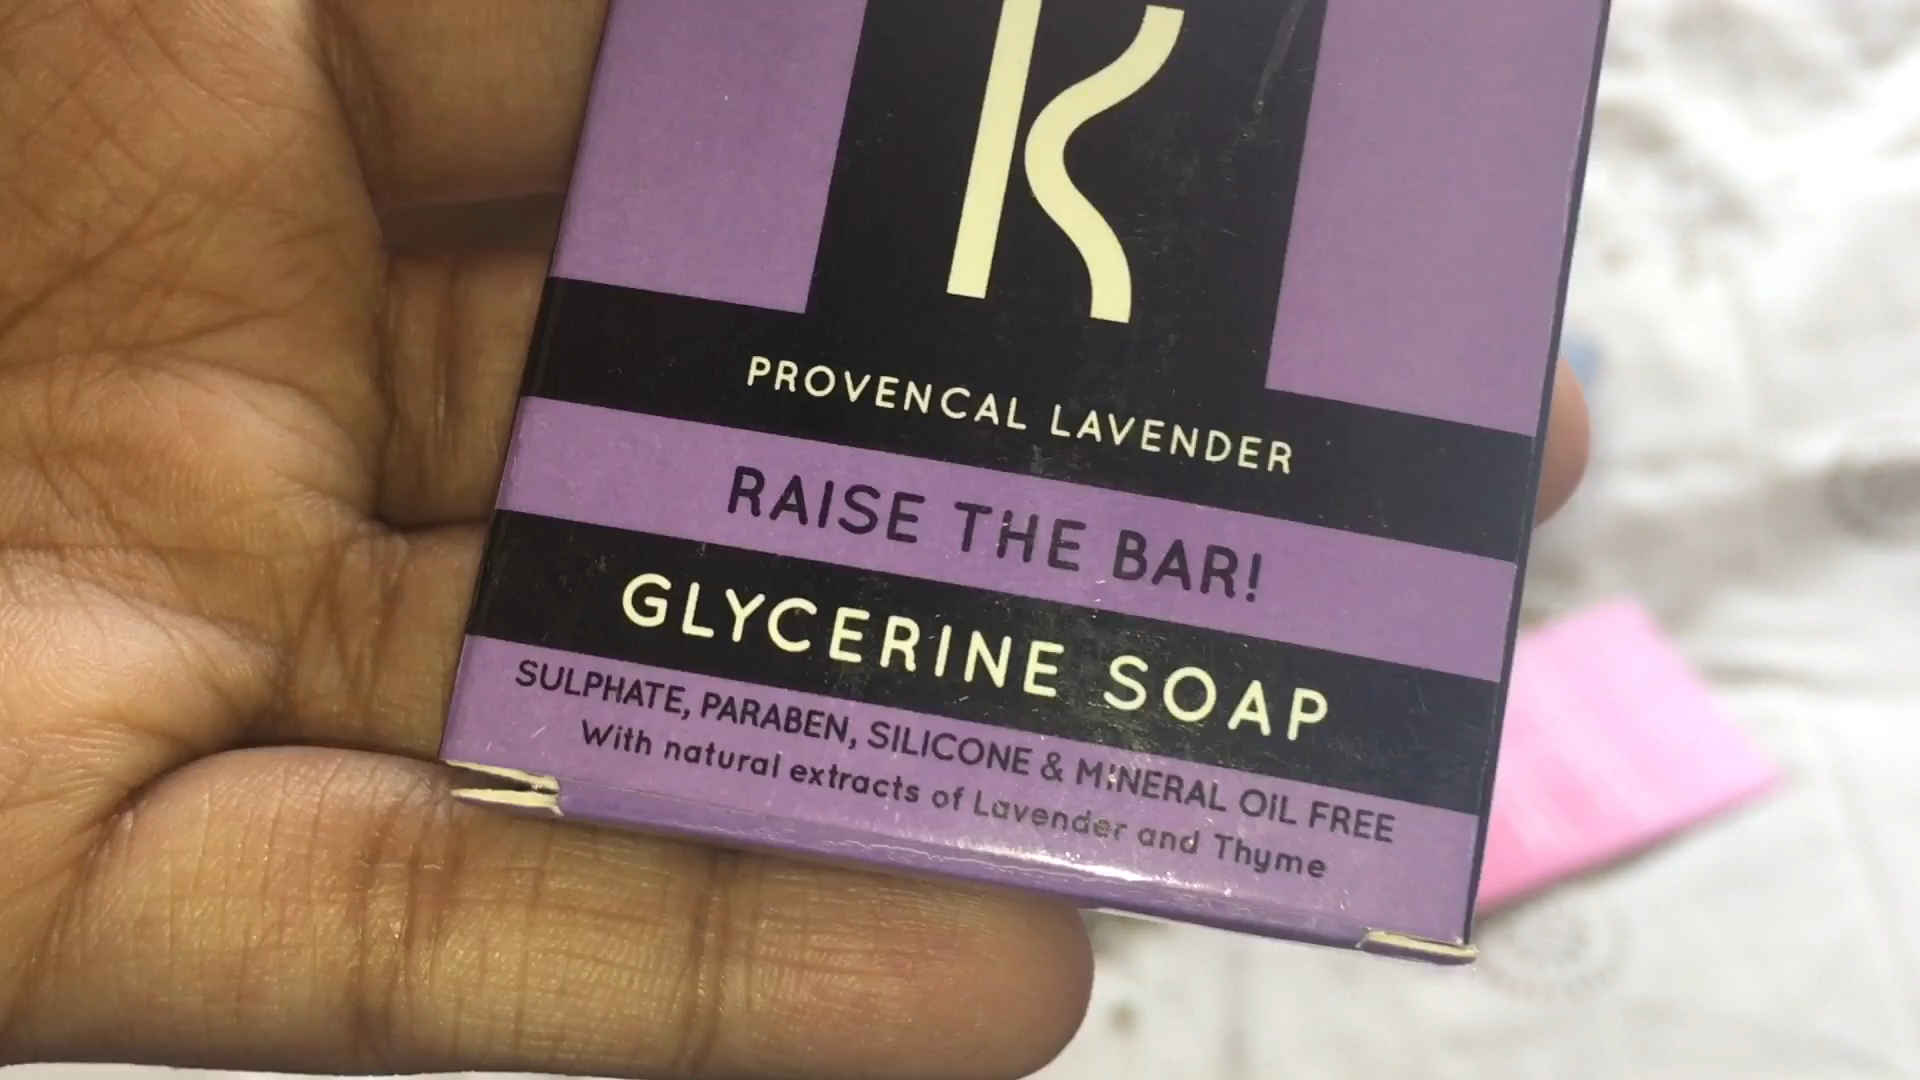 K
PROVENCAL LAVENDER
RAISE THE BAR!
GLYCERINE SOAP
SULPHATE, PARABEN, SILICONE & MINERAL OIL FREE
With natural extracts of Lavender and Thyme